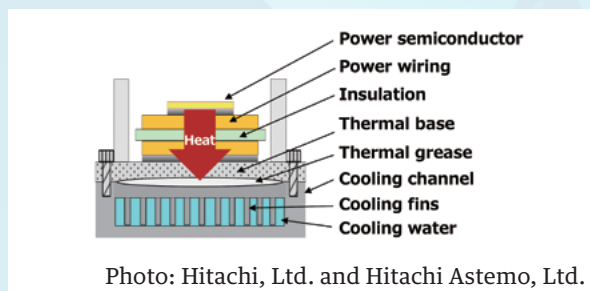 Power semiconductor
Power wiring
Insulation
Heat
Thermal base
Thermal grease
Cooling channel
Cooling fins
Cooling water
Photo: Hitachi, Ltd. and Hitachi Astemo, Ltd.